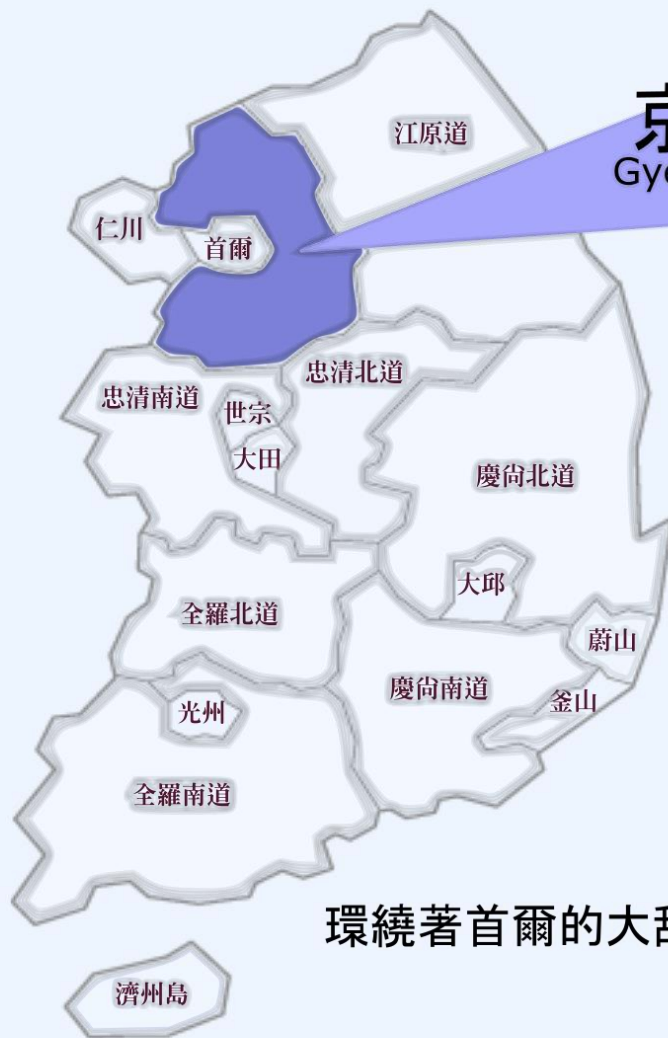 京
Gye
江原道
仁川
首爾
忠清北道
忠清南道
世宗
大田
慶尚北道
大邱
全羅北道
蔚山
慶尚南道
釜山
光州
全羅南道
環繞著首爾的大
濟州島